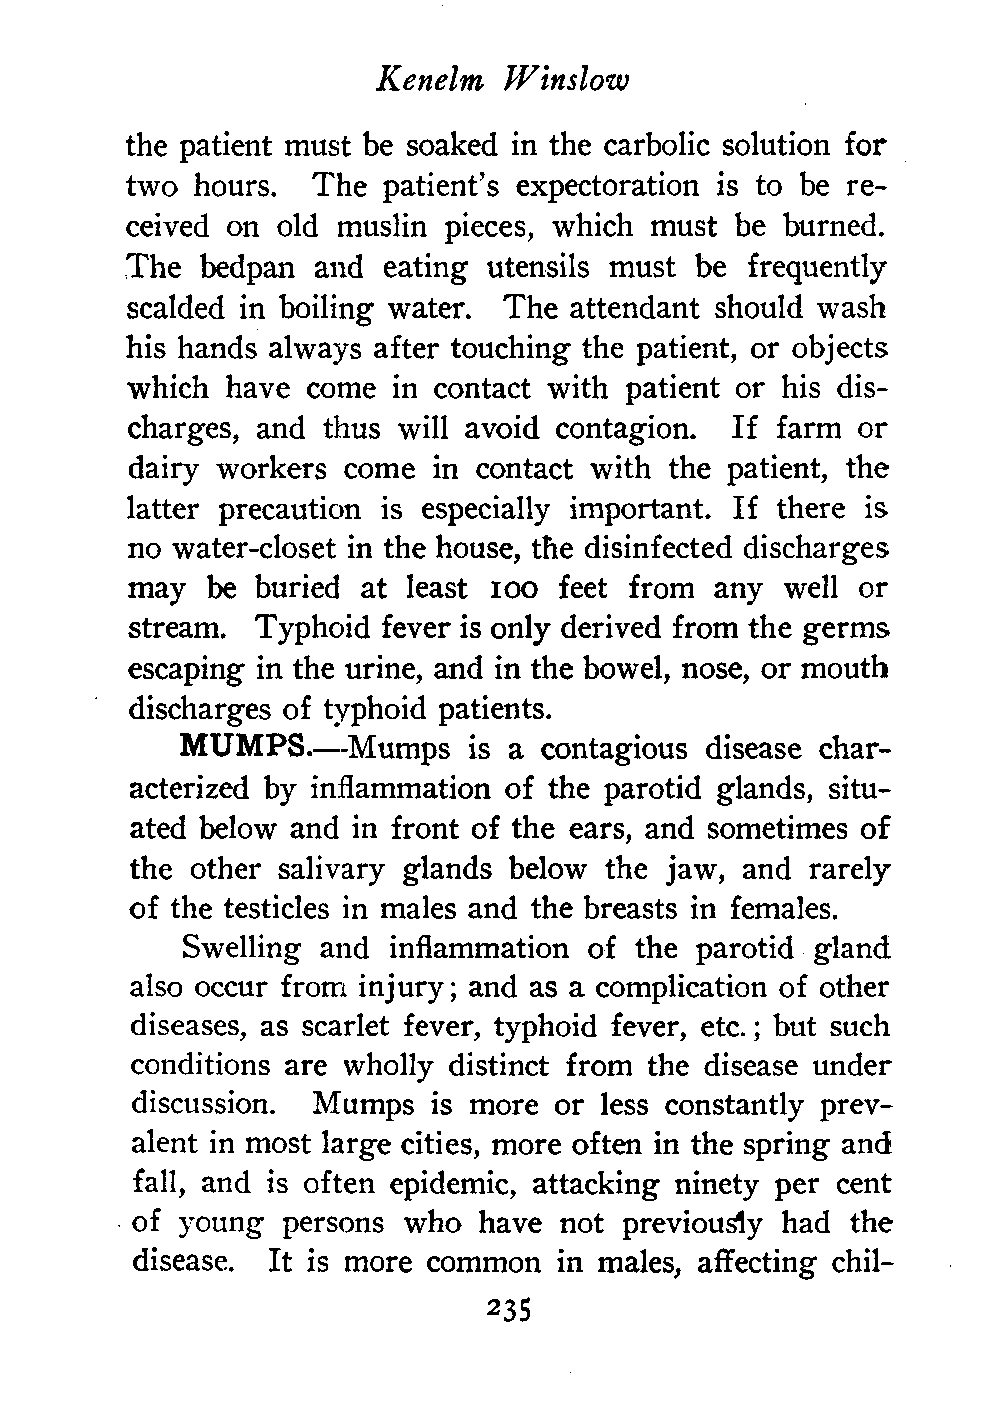 Kenelm Winslow
the patient must be soaked in the carbolic solution for
two hours. The patient's expectoration is to be re-
ceived on old muslin pieces, which must be burned.
The bedpan and eating utensils must be frequently
scalded in boiling water. The attendant should wash
his hands always after touching the patient, or objects
which have come in contact with patient or his dis-
charges, and thus will avoid contagion. If farm or
dairy workers come in contact with the patient, the
latter precaution is especially important. If there is
no water-closet in the house, the disinfected discharges
may be buried at least 100 feet from any well or
stream. Typhoid fever is only derived from the germs
escaping in the urine, and in the bowel, nose, or mouth
discharges of typhoid patients.
MUMPS.—Mumps is a contagious disease char-
acterized by inflammation of the parotid glands, situ-
ated below and in front of the ears, and sometimes of
the other salivary glands below the jaw, and rarely
of the testicles in males and the breasts in females.
Swelling and inflammation of the parotid gland
also occur from injury; and as a complication of other
diseases, as scarlet fever, typhoid fever, etc.; but such
conditions are wholly distinct from the disease under
discussion. Mumps is more or less constantly prev-
alent in most large cities, more often in the spring and
fall, and is often epidemic, attacking ninety per cent
of young persons who have not previously had the
disease. It is more common in males, affecting chil-
235